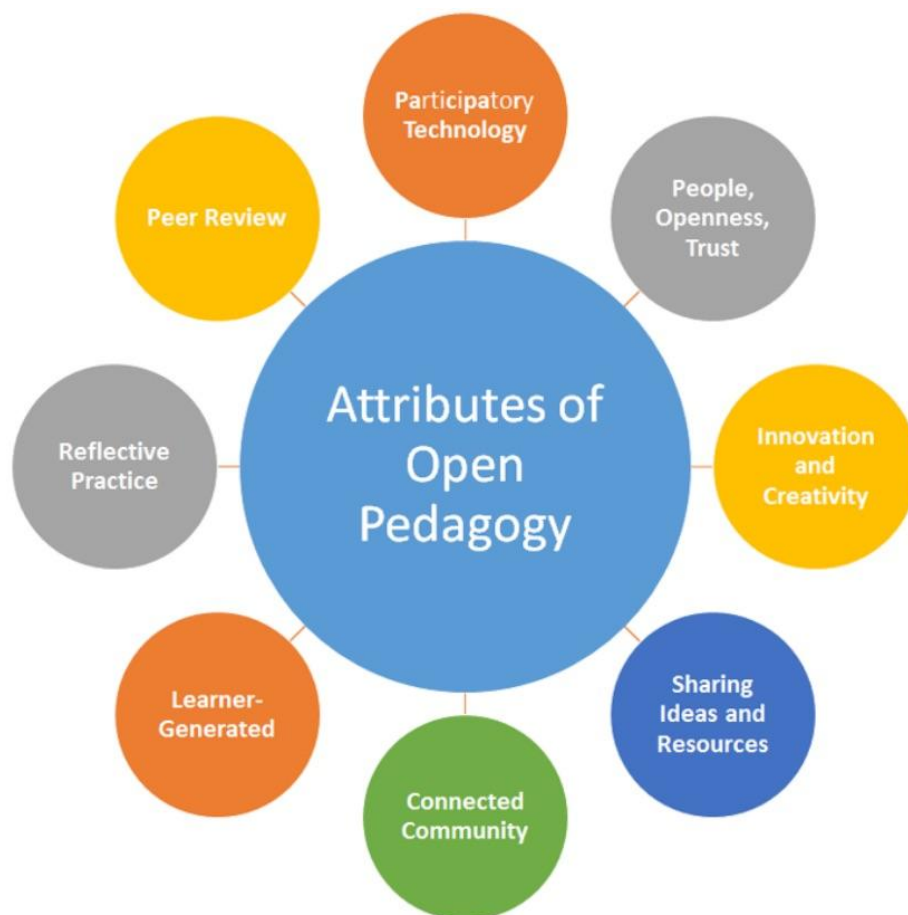 Participatory
Technology
People,
Openness,
Trust
Innovation
and
Creativity
Sharing
Ideas and
Resources
Connected
Community
Learner-
Generated
Reflective
Practice
Peer Review
Attributes of
Open
Pedagogy